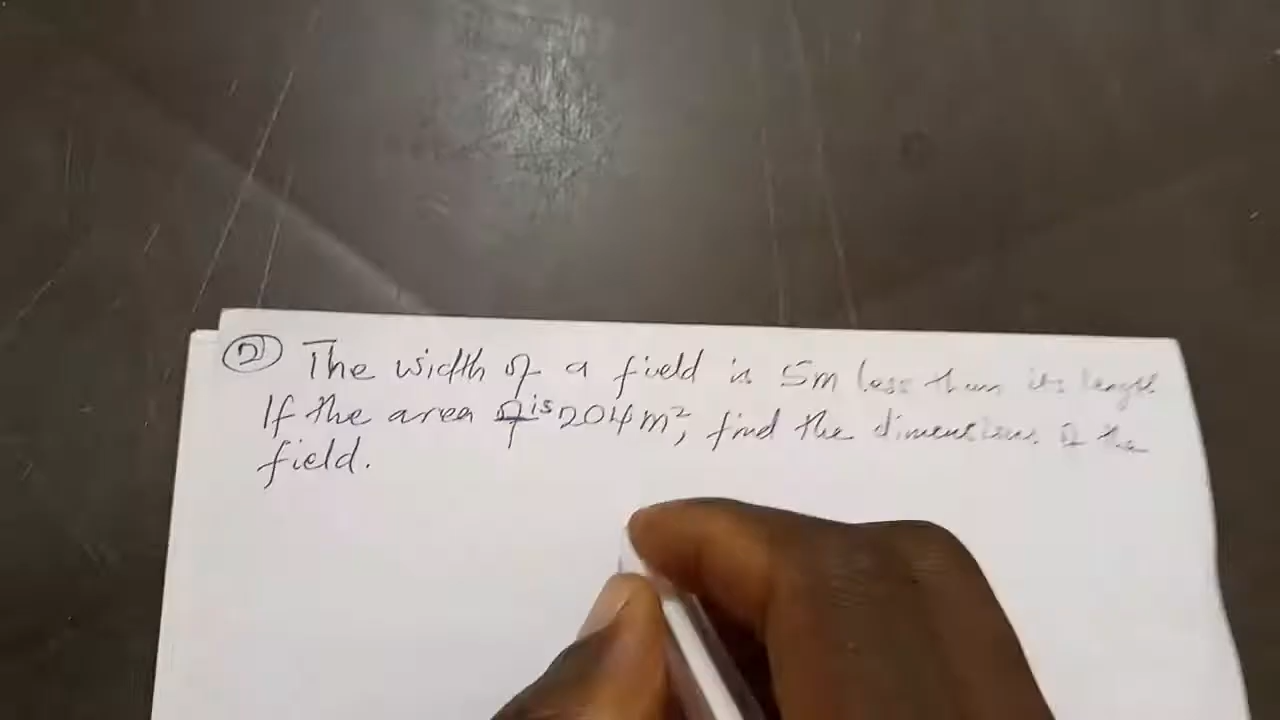 ② The width of a field is 5m less than its length
If the area is 204m², find the dimensions of the
field.